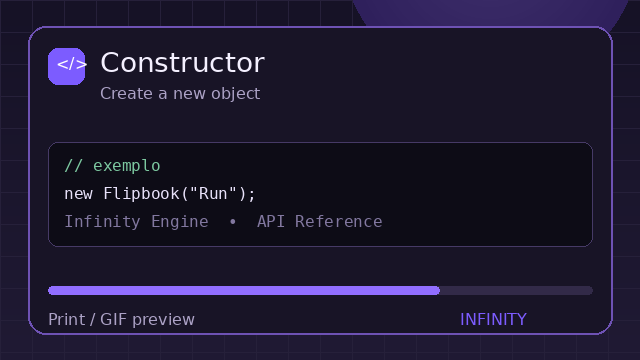 </> Constructor
Create a new object
// exemplo
new Flipbook("Run");
Infinity Engine • API Reference
Print / GIF preview
INFINITY